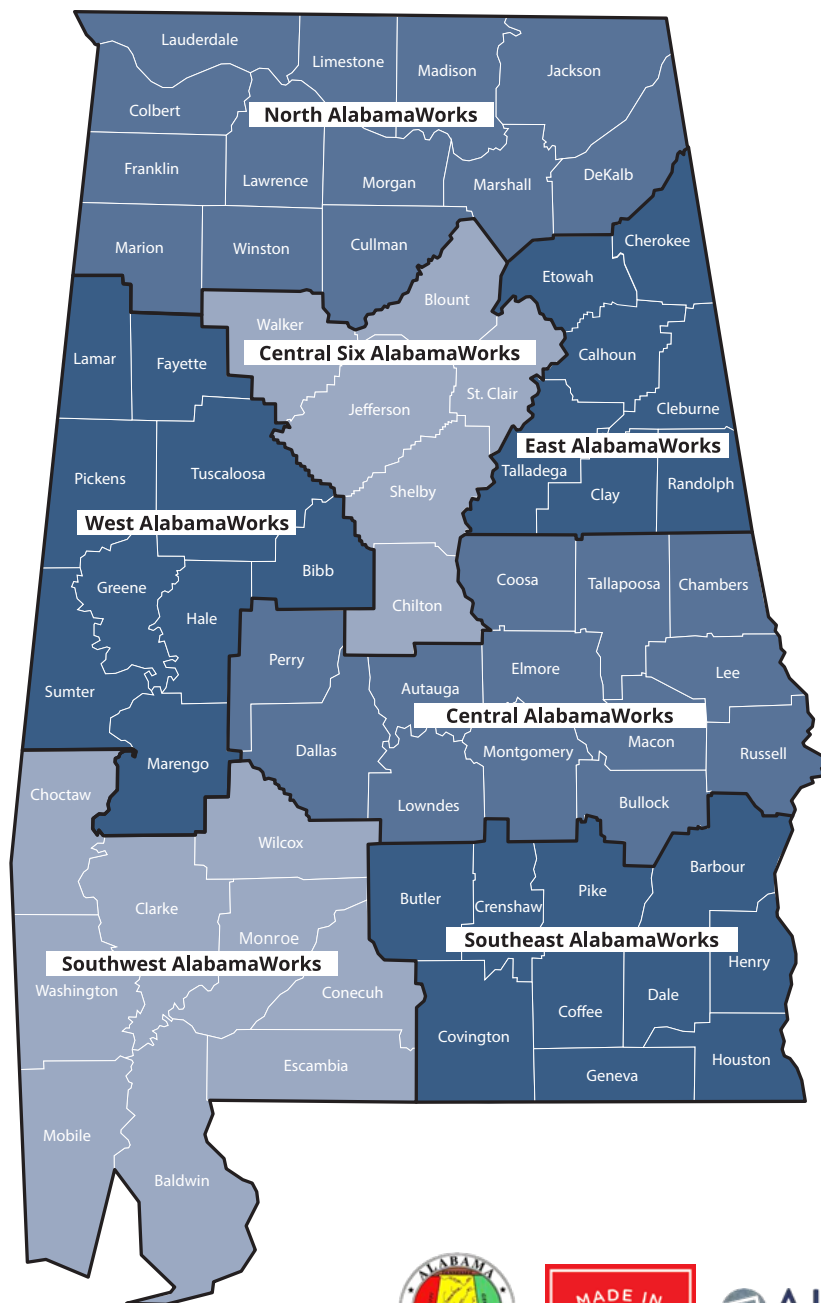 Lauderdale
Limestone
Madison
Jackson
Colbert
North AlabamaWorks
Franklin
Lawrence
Morgan
Marshall
DeKalb
Marion
Winston
Cullman
Cherokee
Etowah
Blount
Walker
Central Six AlabamaWorks
Lamar
Fayette
Calhoun
Jefferson
St. Clair
Cleburne
East AlabamaWorks
Pickens
Tuscaloosa
Talladega
Shelby
Clay
Randolph
West AlabamaWorks
Bibb
Greene
Hale
Chilton
Coosa
Tallapoosa
Chambers
Perry
Elmore
Lee
Sumter
Autauga
Central AlabamaWorks
Dallas
Montgomery
Macon
Russell
Marengo
Choctaw
Lowndes
Bullock
Wilcox
Barbour
Butler
Crenshaw
Pike
Clarke
Monroe
Southeast AlabamaWorks
Southwest AlabamaWorks
Henry
Washington
Conecuh
Dale
Coffee
Covington
Escambia
Geneva
Houston
Mobile
Baldwin
ALABAMA
MADE IN